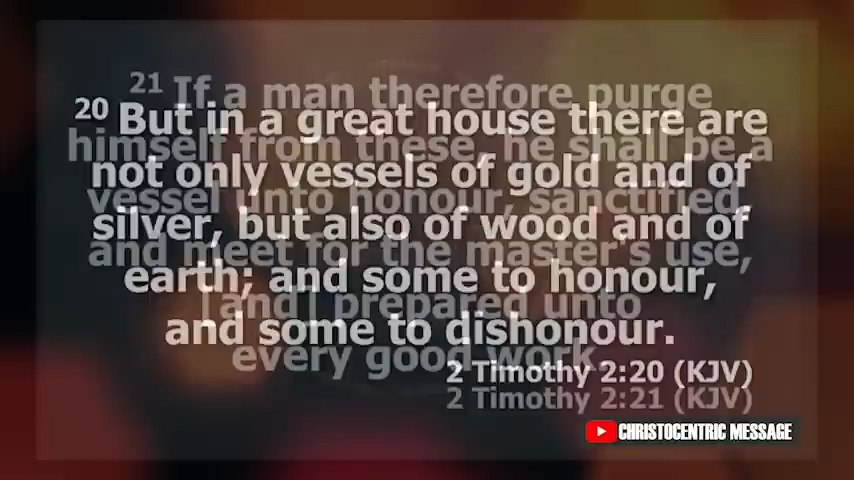 20 But in a great house there are
not only vessels of gold and of
silver, but also of wood and of
earth; and some to honour,
and some to dishonour.
2 Timothy 2:20 (KJV)
21 If a man therefore purge
himself from these, he shall be a
vessel unto honour, sanctified,
and meet for the master's use,
[and] prepared unto
every good work.
2 Timothy 2:21 (KJV)
CHRISTOCENTRIC MESSAGE